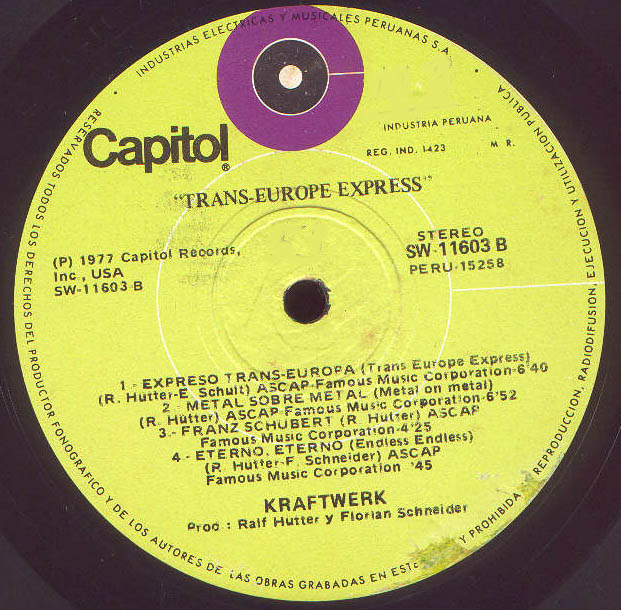 INDUSTRIAS ELECTRICAS Y MUSICALES PERUANAS S.A.
RESERVADOS TODOS LOS DERECHOS DEL PRODUCTOR FONOGRAFICO Y DE LOS AUTORES DE LAS OBRAS GRABADAS EN ESTE Y PROHIBIDA REPRODUCCION, RADIODIFUSION, EJECUCION Y UTILIZACION PUBLICA
Capitol®
INDUSTRIA PERUANA
REG. IND. 1423 M R.
"TRANS-EUROPE EXPRESS"
STEREO
SW-11603 B
PERU-15258
(P) 1977 Capitol Records,
Inc., USA
SW-11603 B
1.- EXPRESO TRANS-EUROPA (Trans Europe Express)
(R. Hutter-E. Schult) ASCAP-Famous Music Corporation-6'40
2 METAL SOBRE METAL (Metal on metal)
(R. Hütter) ASCAP-Famous Music Corporation-6'52
3.- FRANZ SCHUBERT (R. Hutter) ASCAP
Famous Music Corporation-4'25
4.- ETERNO, ETERNO (Endless Endless)
(R. Hutter-F. Schneider) ASCAP
Famous Music Corporation '45
KRAFTWERK
Prod : Ralf Hutter y Florian Schneider